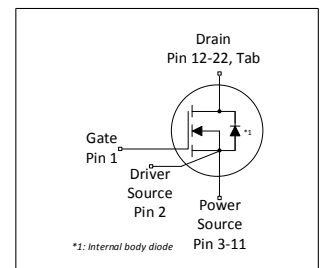 Drain
Pin 12-22, Tab
*1
Gate
Pin 1
Driver
Source
Pin 2
Power
Source
Pin 3-11
*1: Internal body diode